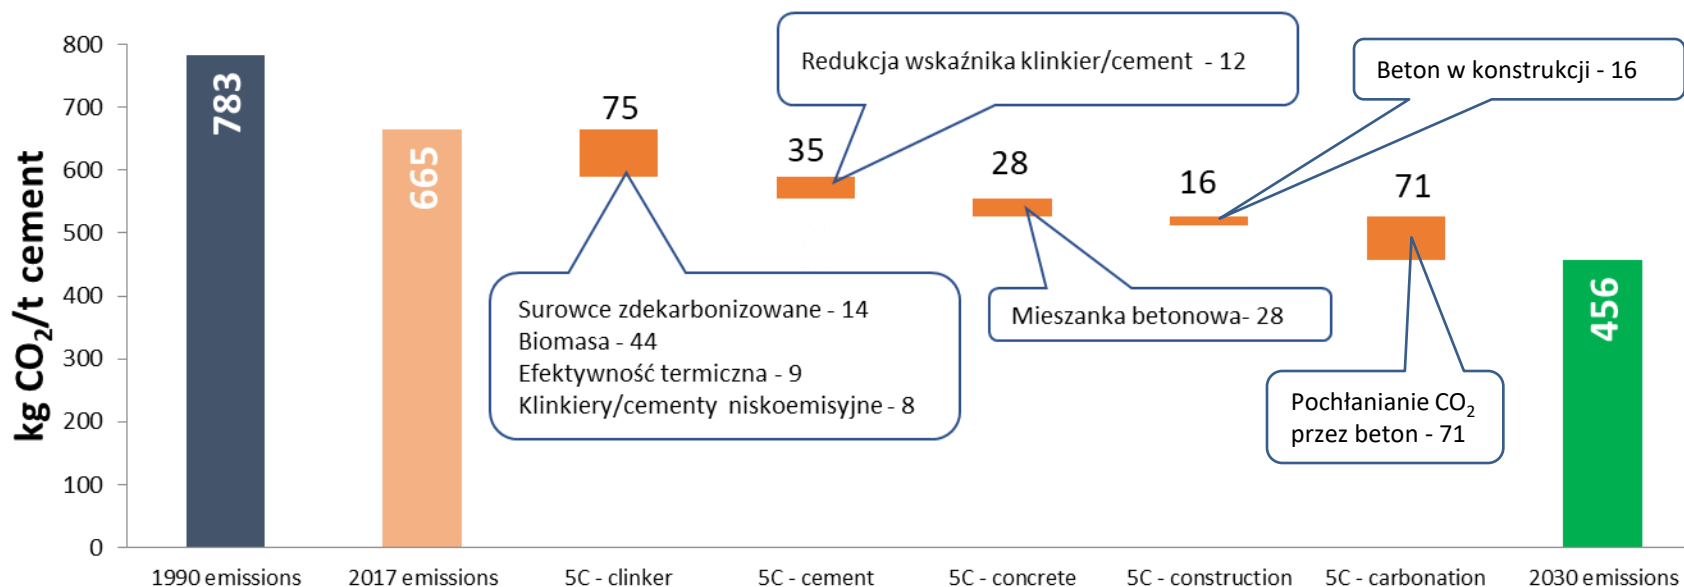 kg CO₂/t cement
800
700
600
500
400
300
200
100
0
783
665
75
35
28
16
71
456
Redukcja wskaźnika klinkier/cement - 12
Beton w konstrukcji - 16
Surowce zdekarbonizowane - 14
Biomasa - 44
Efektywność termiczna - 9
Klinkiery/cementy niskoemisyjne - 8
Mieszanka betonowa- 28
Pochłanianie CO₂
przez beton - 71
1990 emissions
2017 emissions
5C - clinker
5C - cement
5C - concrete
5C - construction
5C - carbonation
2030 emissions